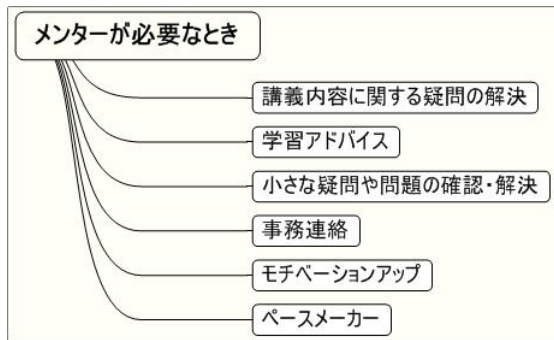 メンターが必要なとき
講義内容に関する疑問の解決
学習アドバイス
小さな疑問や問題の確認・解決
事務連絡
モチベーションアップ
ペースメーカー